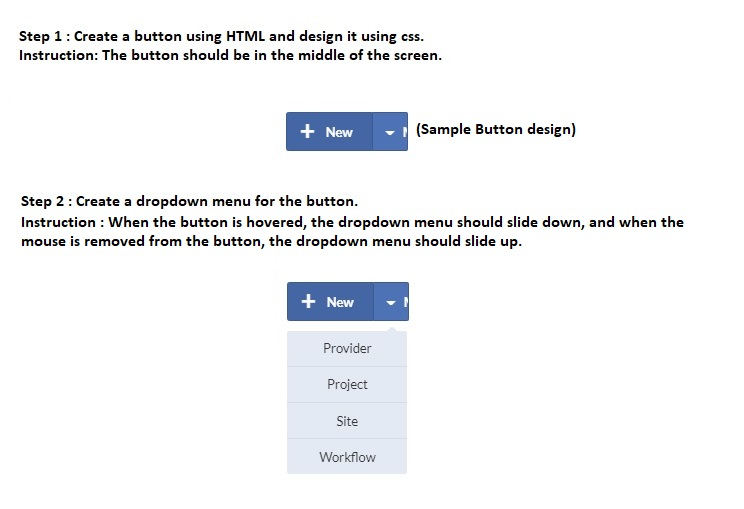 Step 1 : Create a button using HTML and design it using css.
Instruction: The button should be in the middle of the screen.
+ New (Sample Button design)
Step 2 : Create a dropdown menu for the button.
Instruction : When the button is hovered, the dropdown menu should slide down, and when the
mouse is removed from the button, the dropdown menu should slide up.
+ New
Provider
Project
Site
Workflow